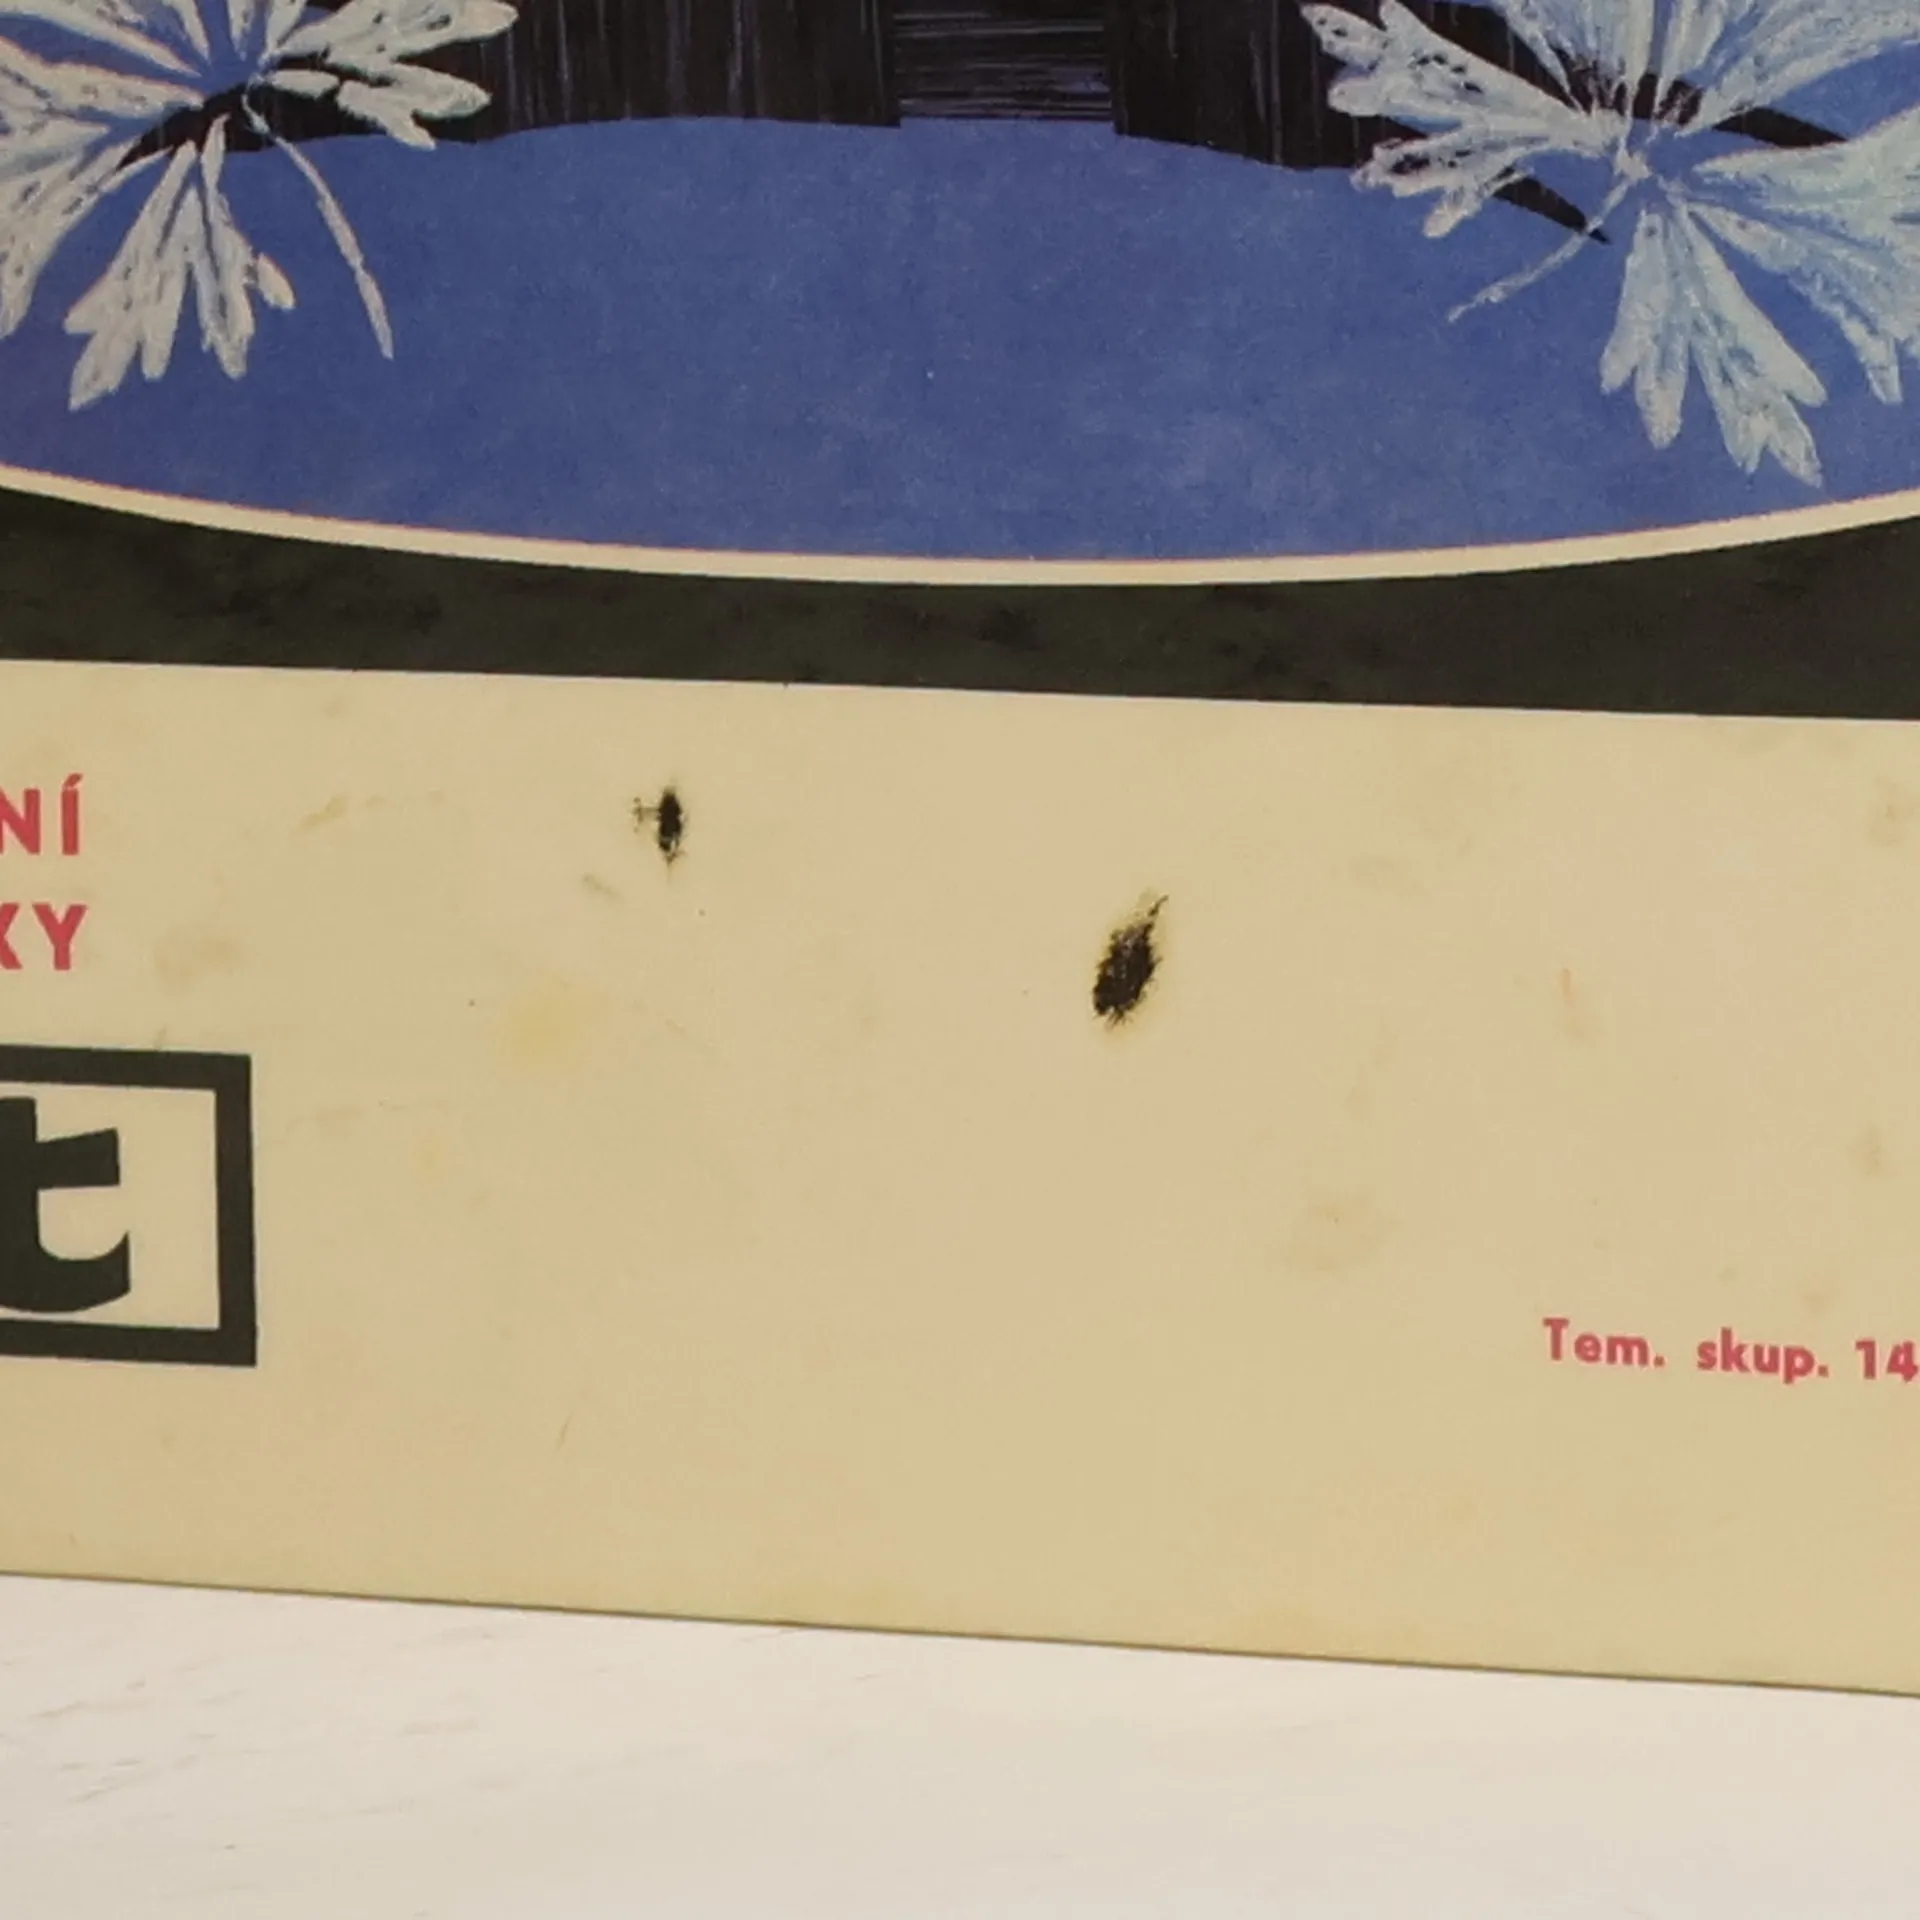 NÍ
KY
t
Tem. skup. 14